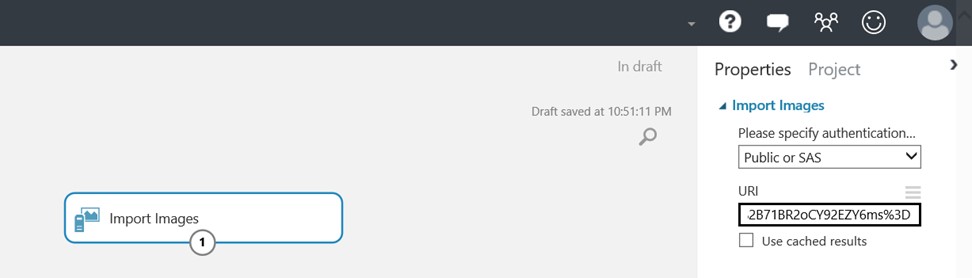 In draft
Properties Project
Import Images
Draft saved at 10:51:11 PM
Please specify authentication...
Public or SAS
URI
2B71BR2oCY92EZY6ms%3D
Use cached results
Import Images
1